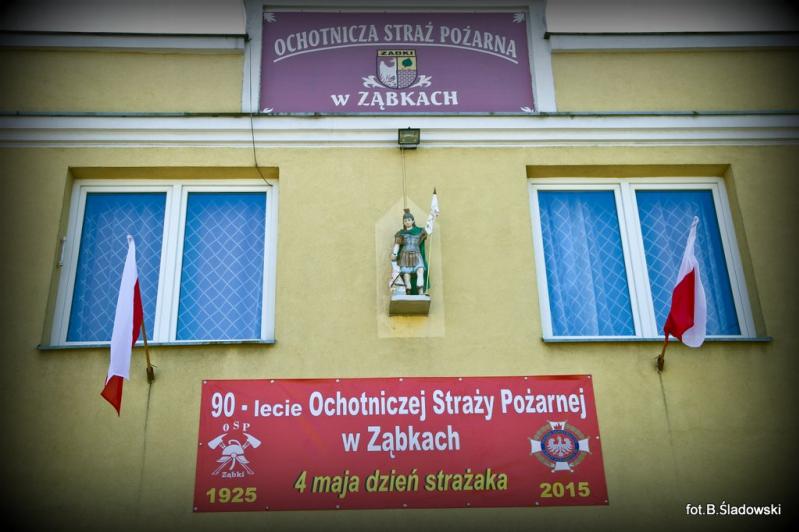 OCHOTNICZA STRAŻ POŻARNA
ZĄBKI
w ZĄBKACH
90 - lecie Ochotniczej Straży Pożarnej
w Ząbkach
OSP
Ząbki
4 maja dzień strażaka
1925
2015
fot.B.Śladowski